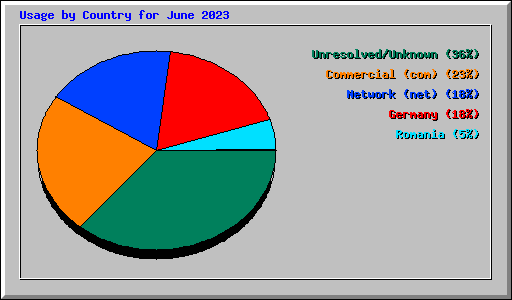 Usage by Country for June 2023
Unresolved/Unknown (36%)
Commercial (com) (23%)
Network (net) (18%)
Germany (18%)
Romania (5%)